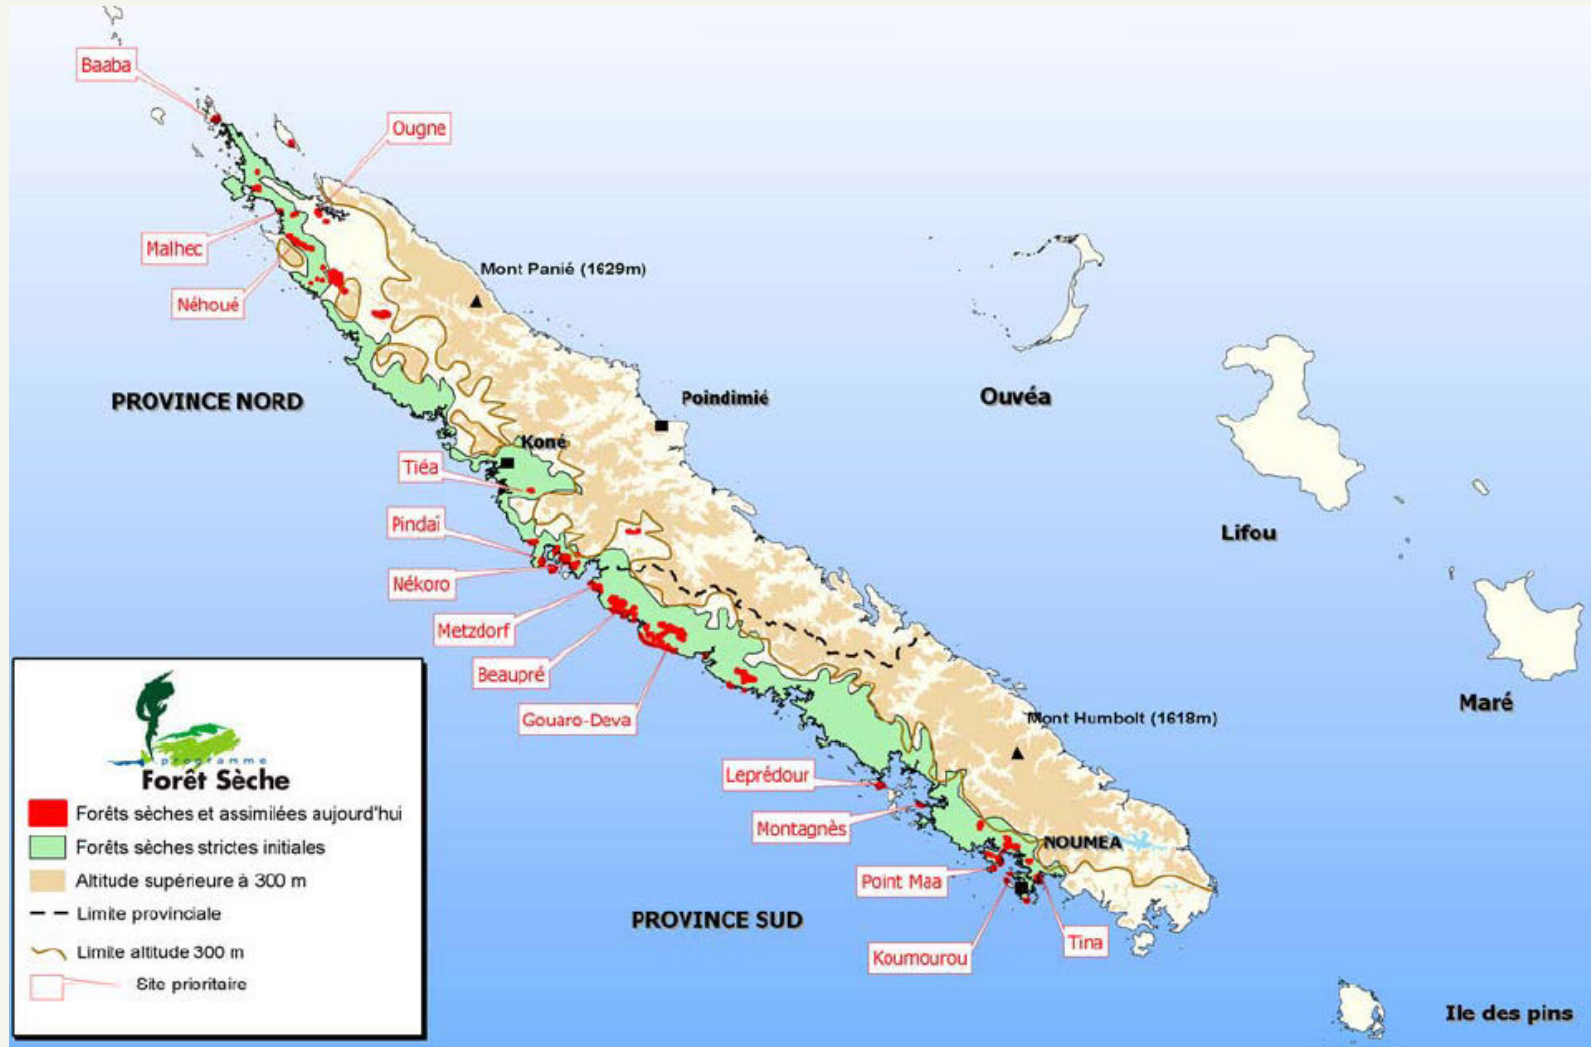 Baaba
Ougne
Malhec
Néhoué
Mont Panié (1629m)
PROVINCE NORD
Poindimié
Ouvéa
Koné
Tiéa
Lifou
Pindaï
Nékoro
Metzdorf
Beaupré
Gouaro-Deva
Maré
Mont Humbolt (1618m)
Leprédour
Montagnès
NOUMEA
Point Maa
PROVINCE SUD
Koumourou
Tina
Ile des pins
programme
Forêt Sèche
Forêts sèches et assimilées aujourd'hui
Forêts sèches strictes initiales
Altitude supérieure à 300 m
Limite provinciale
Limite altitude 300 m
Site prioritaire